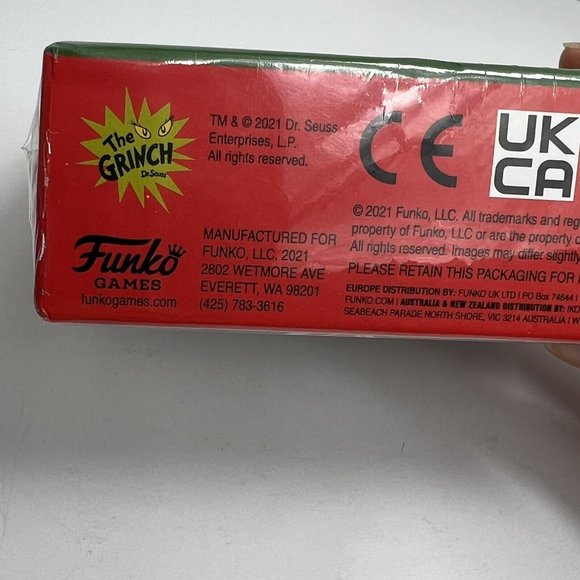 The
GRINCH
Dr. Seuss
TM & © 2021 Dr. Seuss
Enterprises, L.P.
All rights reserved.
CE
UK
CA
© 2021 Funko, LLC. All trademarks and
property of Funko, LLC or are the property
All rights reserved. Images may differ slightly
PLEASE RETAIN THIS PACKAGING FOR
EUROPE DISTRIBUTION BY: FUNKO UK LTD | PO Box 74644
FUNKO.COM | AUSTRALIA & NEW ZEALAND DISTRIBUTION BY:
SEABEACH PARADE NORTH SHORE, VIC 3214 AUSTRALIA |
Funko
GAMES
funkogames.com
MANUFACTURED FOR
FUNKO, LLC. 2021
2802 WETMORE AVE
EVERETT, WA 98201
(425) 783-3616